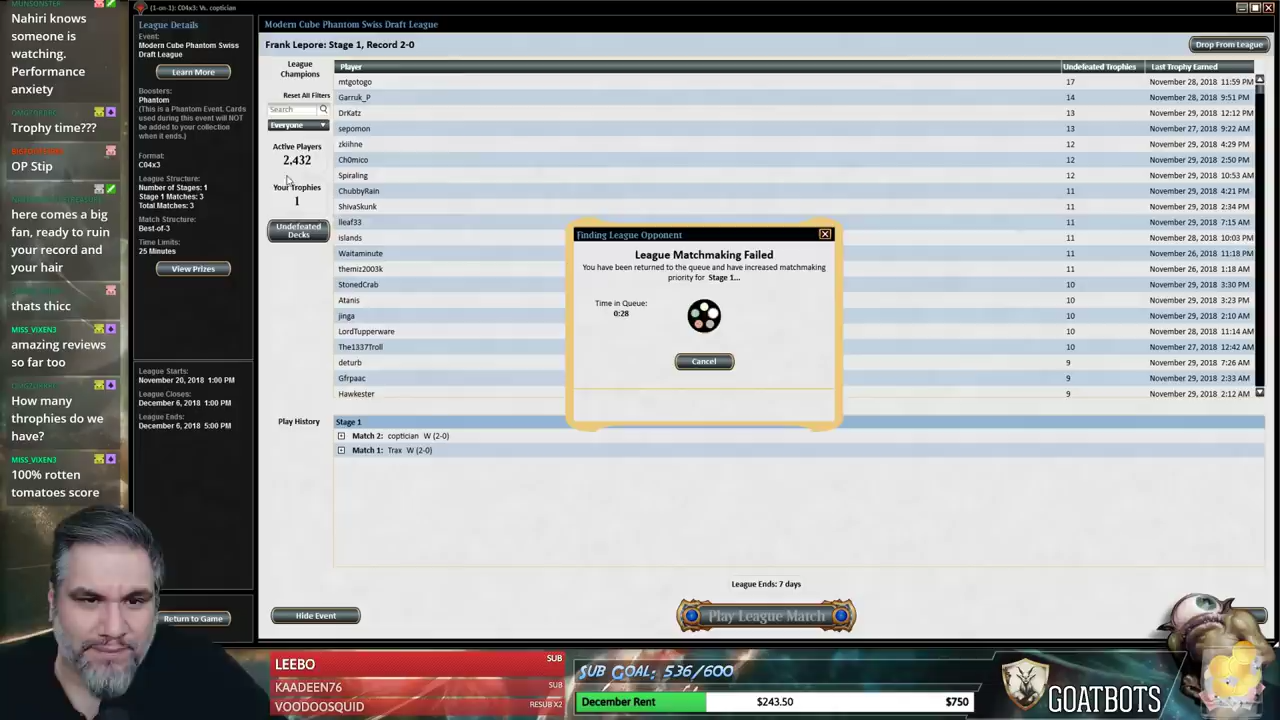 MUNSONSTER
Nahiri knows
someone is
watching.
Performance
anxiety
Trophy time???
OP Stip
here comes a big
fan, ready to ruin
your record and
your hair
thats thicc
MISS_VIXEN3
amazing reviews
so far too
How many
throphies do we
have?
MISS_VIXEN3
100% rotten
tomatoes score
(1-on-1): C04x3: Vs. coptician
League Details
Event:
Modern Cube Phantom Swiss
Draft League
Learn More
Boosters:
Phantom
(This is a Phantom Event. Cards
used during this event will NOT
be added to your collection
when it ends.)
Format:
C04x3
League Structure:
Number of Stages: 1
Stage 1 Matches: 3
Total Matches: 3
Match Structure:
Best-of-3
Time Limits:
25 Minutes
View Prizes
League Starts:
November 20, 2018 1:00 PM
League Closes:
December 6, 2018 1:00 PM
League Ends:
December 6, 2018 5:00 PM
Return to Game
Modern Cube Phantom Swiss Draft League
Frank Lepore: Stage 1, Record 2-0
Drop From League
League
Champions
Reset All Filters
Search
Everyone
Active Players
2,432
Your Trophies
1
Undefeated
Decks
Player Undefeated Trophies Last Trophy Earned
mtgotogo 17 November 28, 2018 11:59 PM
Garruk_P 14 November 28, 2018 9:51 PM
DrKatz 13 November 29, 2018 12:12 PM
sepomon 13 November 27, 2018 9:22 AM
zkiihne 12 November 29, 2018 4:29 PM
Ch0mico 12 November 29, 2018 2:50 PM
Spiraling 12 November 29, 2018 10:53 AM
ChubbyRain 11 November 29, 2018 4:21 PM
ShivaSkunk 11 November 29, 2018 2:34 PM
lleaf33 11 November 29, 2018 7:15 AM
islands 11 November 28, 2018 10:03 PM
Waitaminute 11 November 26, 2018 11:18 PM
themiz2003k 11 November 26, 2018 1:18 AM
StonedCrab 10 November 29, 2018 3:30 PM
Atanis 10 November 29, 2018 3:23 PM
jinga 10 November 29, 2018 2:10 AM
LordTupperware 10 November 28, 2018 11:14 AM
The1337Troll 10 November 27, 2018 12:42 AM
deturb 9 November 29, 2018 7:26 AM
Gfrpaac 9 November 29, 2018 2:33 AM
Hawkester 9 November 29, 2018 2:12 AM
Finding League Opponent
League Matchmaking Failed
You have been returned to the queue and have increased matchmaking
priority for Stage 1...
Time in Queue:
0:28
Cancel
Play History
Stage 1
Match 2: coptician W (2-0)
Match 1: Trax W (2-0)
League Ends: 7 days
Hide Event
Play League Match
LEEBO SUB
KAADEEN76 SUB
VOODOOSQUID RESUB X2
SUB GOAL: 536/600
December Rent $243.50 $750
GOATBOTS